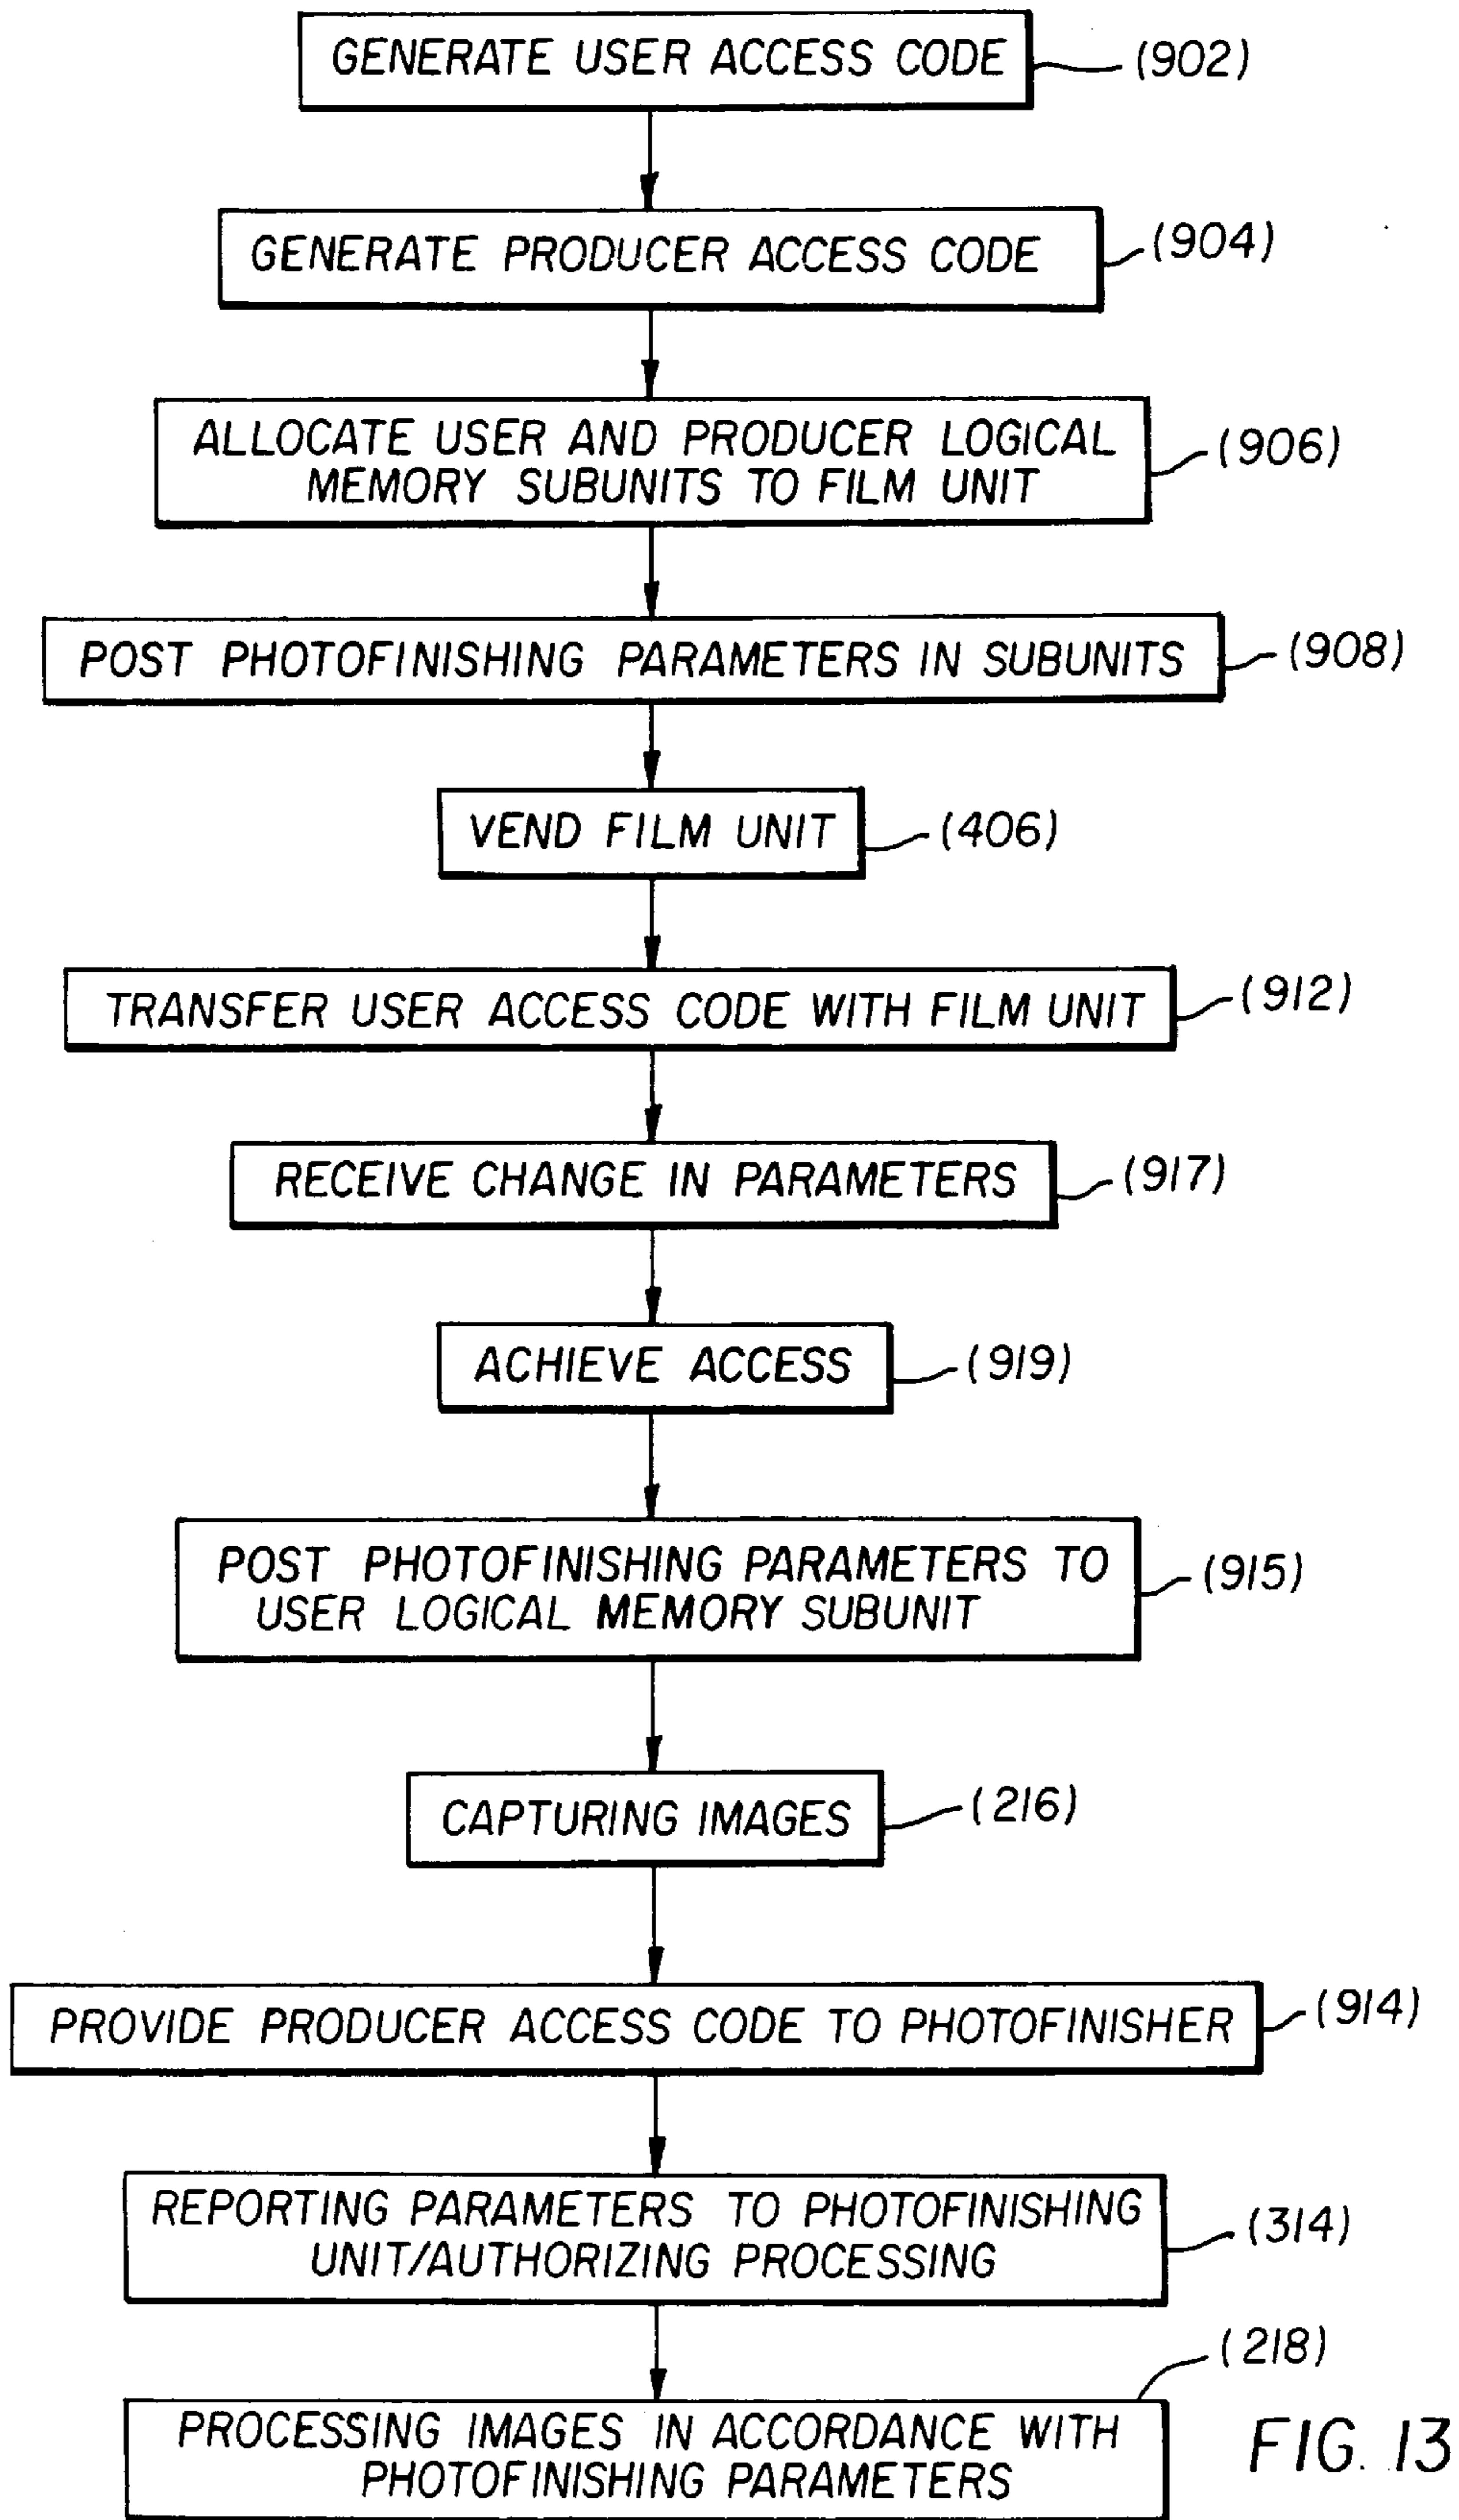 GENERATE USER ACCESS CODE (902)
GENERATE PRODUCER ACCESS CODE (904)
ALLOCATE USER AND PRODUCER LOGICAL
MEMORY SUBUNITS TO FILM UNIT
(906)
POST PHOTOFINISHING PARAMETERS IN SUBUNITS (908)
VEND FILM UNIT (406)
TRANSFER USER ACCESS CODE WITH FILM UNIT (912)
RECEIVE CHANGE IN PARAMETERS (917)
ACHIEVE ACCESS (919)
POST PHOTOFINISHING PARAMETERS TO
USER LOGICAL MEMORY SUBUNIT
(915)
CAPTURING IMAGES (216)
PROVIDE PRODUCER ACCESS CODE TO PHOTOFINISHER (914)
REPORTING PARAMETERS TO PHOTOFINISHING
UNIT/AUTHORIZING PROCESSING
(314)
(218)
PROCESSING IMAGES IN ACCORDANCE WITH
PHOTOFINISHING PARAMETERS
FIG. 13